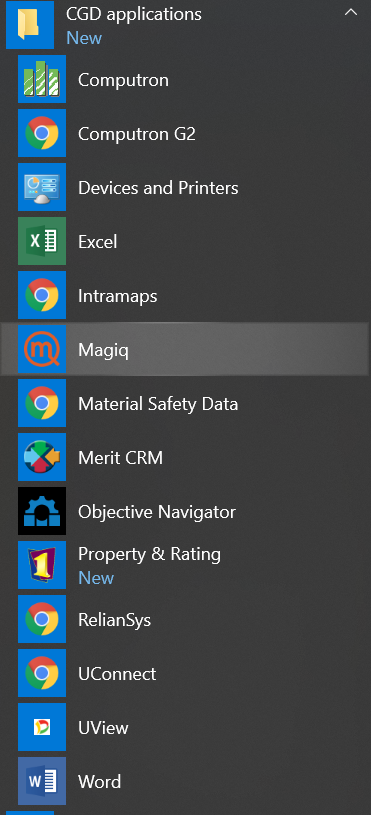 CGD applications
New
Computron
Computron G2
Devices and Printers
Excel
Intramaps
Magiq
Material Safety Data
Merit CRM
Objective Navigator
Property & Rating
New
RelianSys
UConnect
UView
Word